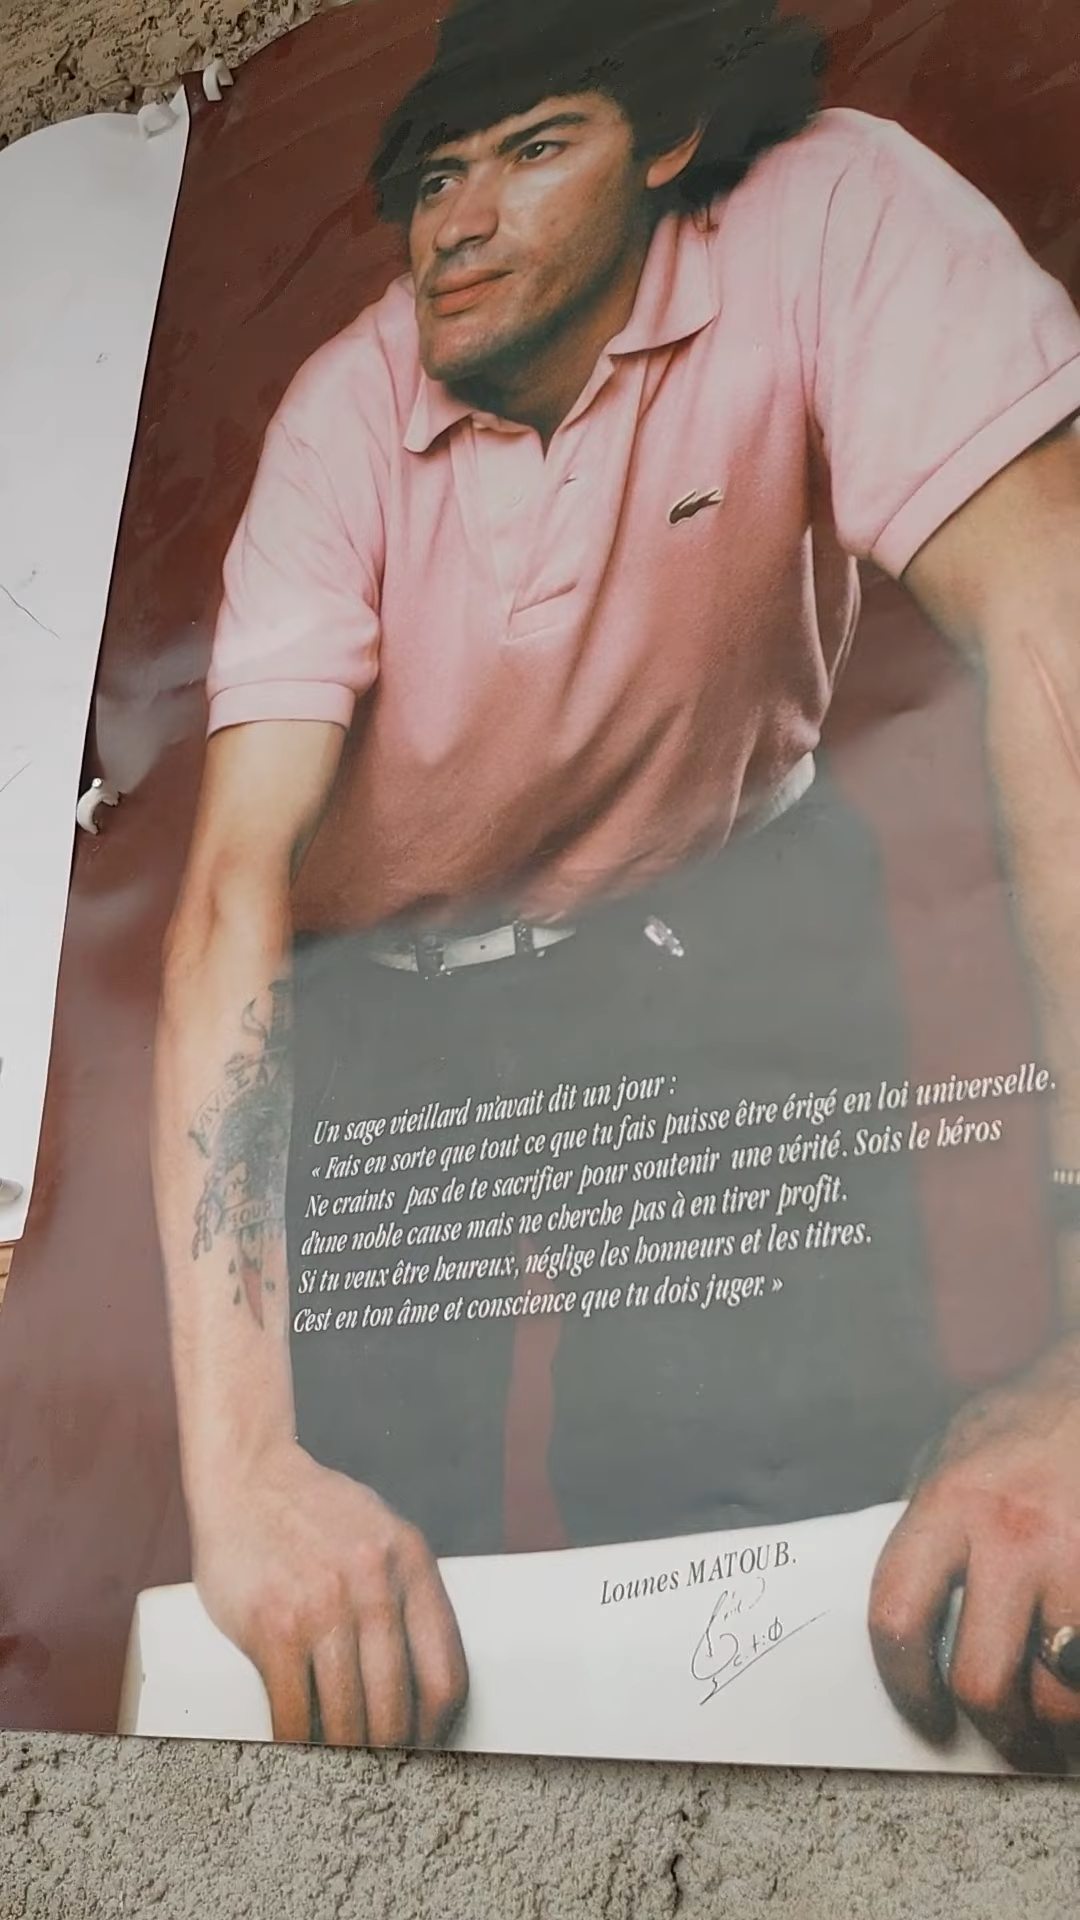 Un sage vieillard m'avait dit un jour :
« Fais en sorte que tout ce que tu fais puisse être érigé en loi universelle.
Ne craints pas de te sacrifier pour soutenir une vérité. Sois le héros
d'une noble cause mais ne cherche pas à en tirer profit.
Si tu veux être heureux, néglige les honneurs et les titres.
C'est en ton âme et conscience que tu dois juger. »
Lounes MATOUB.